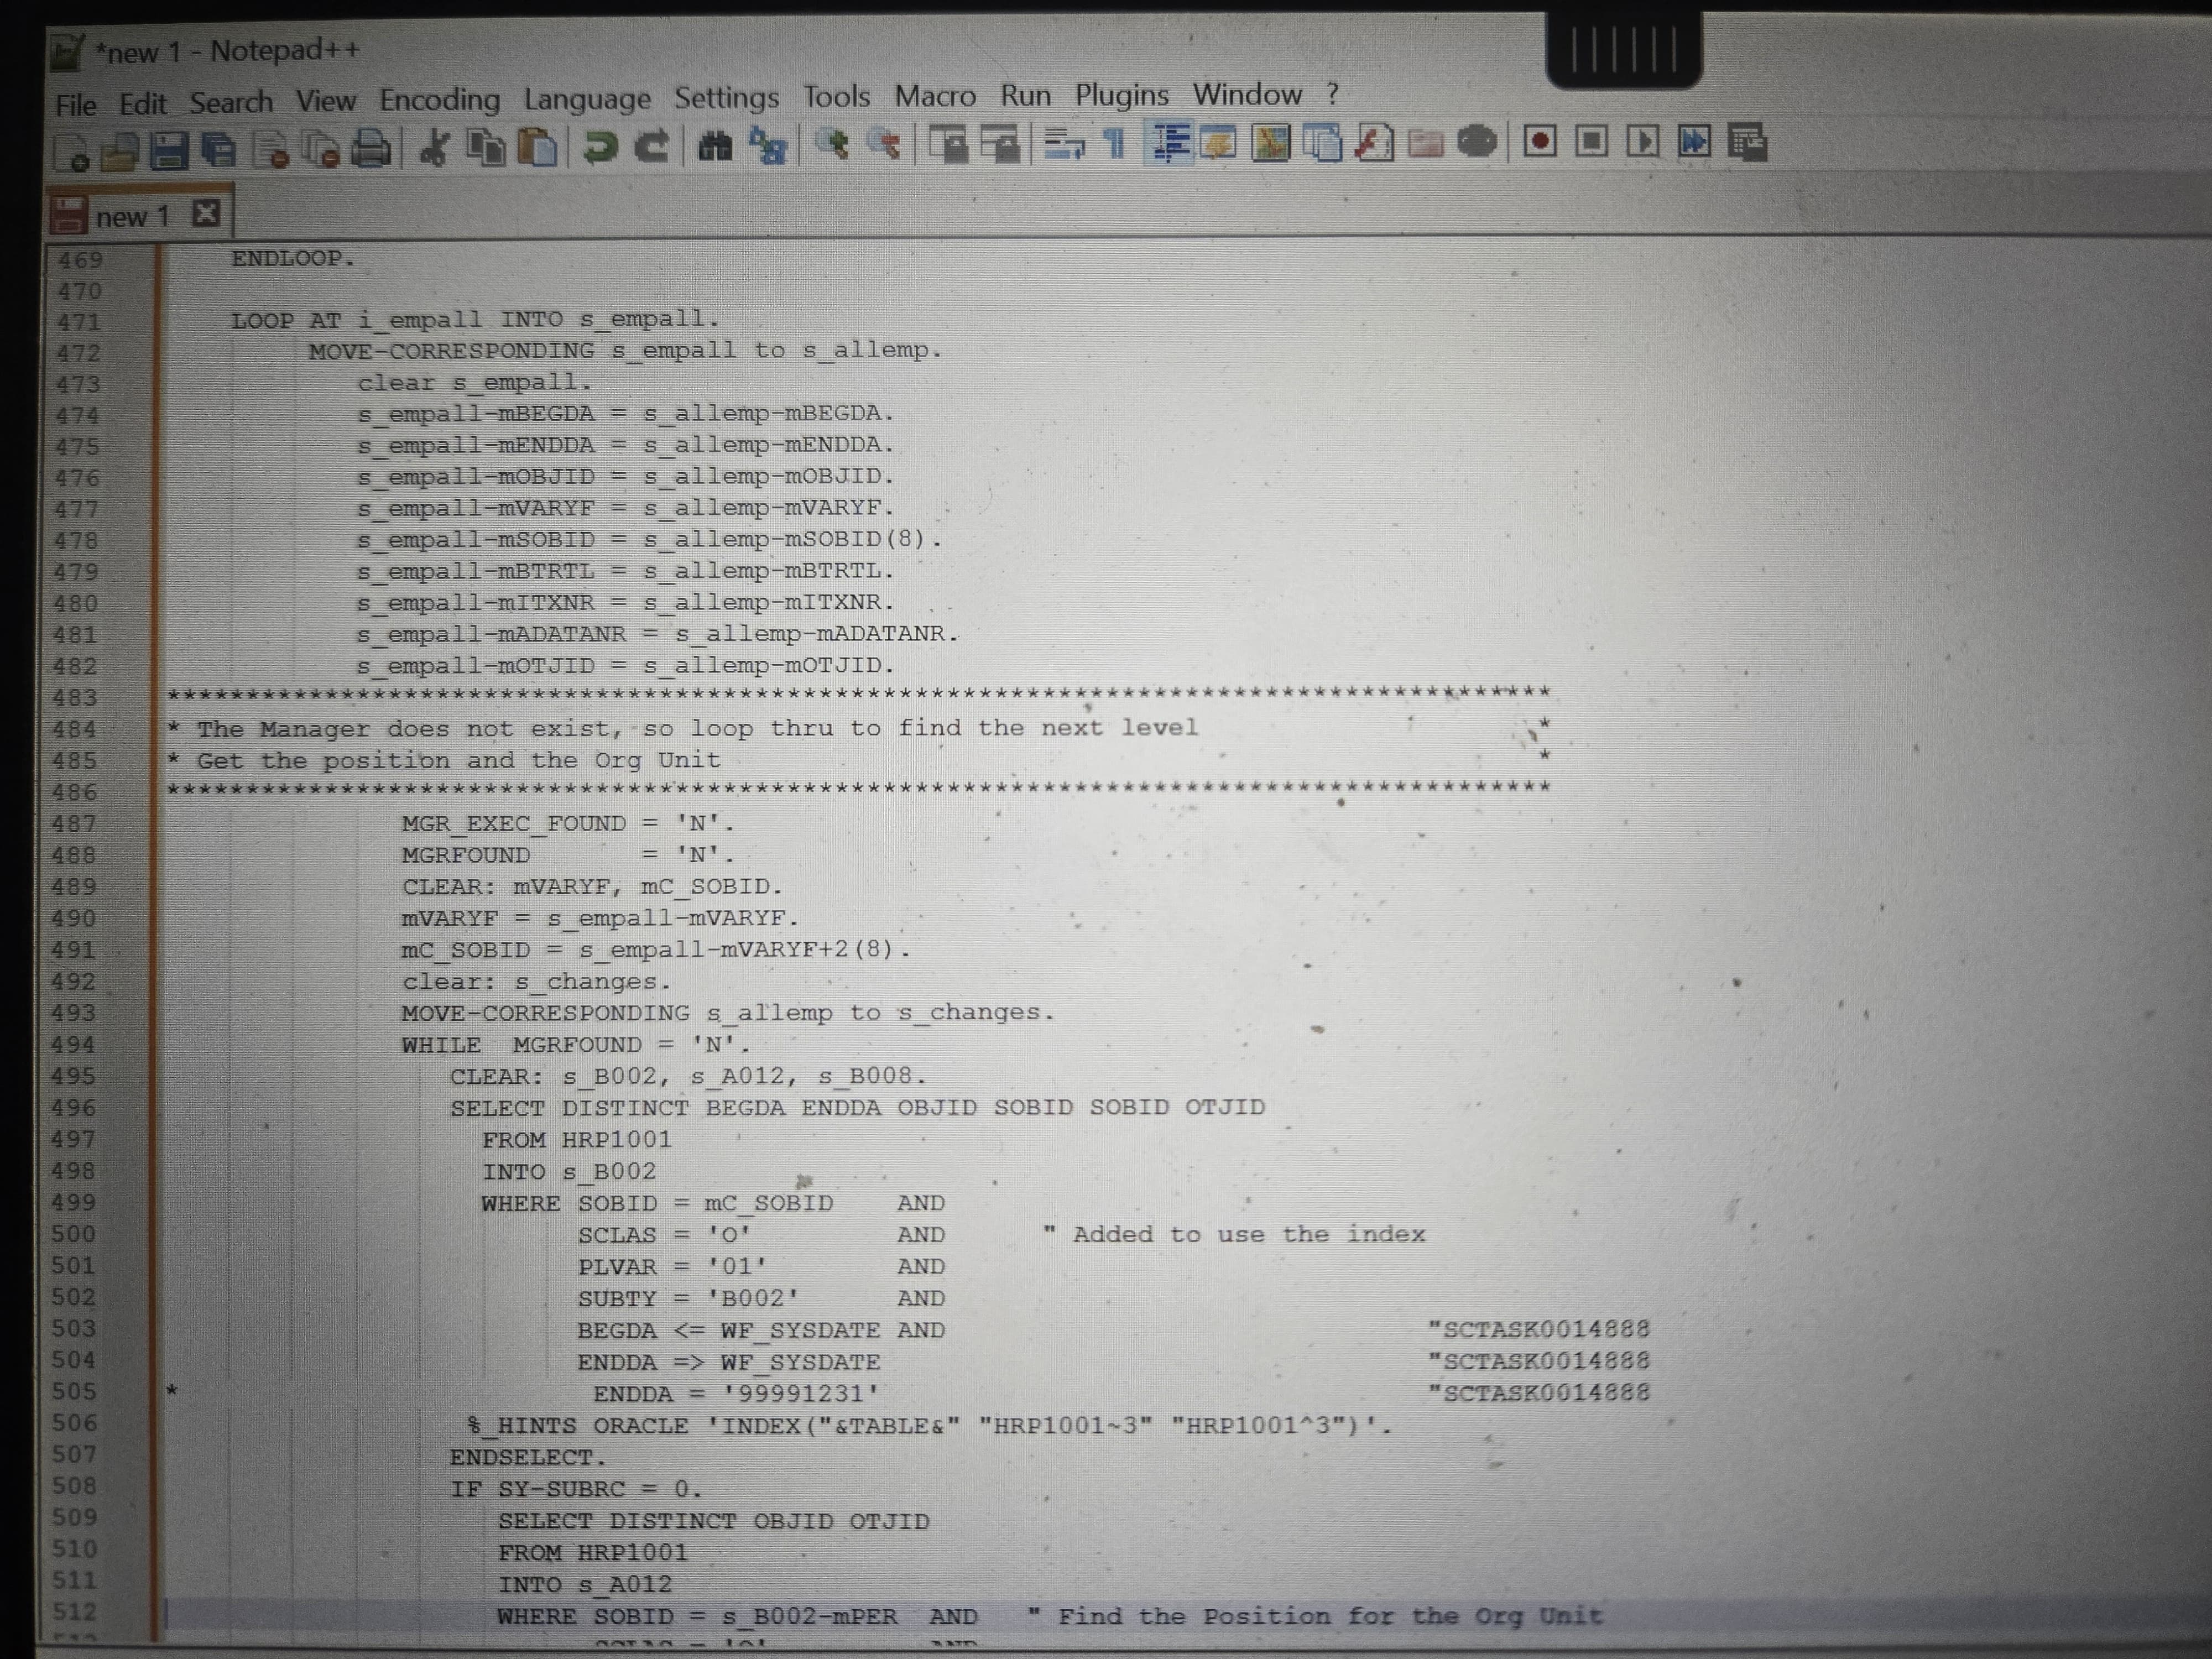 *new 1 - Notepad++
File Edit Search View Encoding Language Settings Tools Macro Run Plugins Window ?
new 1
469 ENDLOOP.
470
471 LOOP AT i_empall INTO s_empall.
472 MOVE-CORRESPONDING s_empall to s_allemp.
473 clear s_empall.
474 s_empall-mBEGDA = s_allemp-mBEGDA.
475 s_empall-mENDDA = s_allemp-mENDDA.
476 s_empall-mOBJID = s_allemp-mOBJID.
477 s_empall-mVARYF = s_allemp-mVARYF.
478 s_empall-mSOBID = s_allemp-mSOBID(8).
479 s_empall-mBTRTL = s_allemp-mBTRTL.
480 s_empall-mITXNR = s_allemp-mITXNR.
481 s_empall-mADATANR = s_allemp-mADATANR.
482 s_empall-mOTJID = s_allemp-mOTJID.
483 ***************************************************************************************
484 * The Manager does not exist, so loop thru to find the next level *
485 * Get the position and the Org Unit *
486 ***************************************************************************************
487 MGR_EXEC_FOUND = 'N'.
488 MGRFOUND = 'N'.
489 CLEAR: mVARYF, mC_SOBID.
490 mVARYF = s_empall-mVARYF.
491 mC_SOBID = s_empall-mVARYF+2(8).
492 clear: s_changes.
493 MOVE-CORRESPONDING s_allemp to s_changes.
494 WHILE MGRFOUND = 'N'.
495 CLEAR: s_B002, s_A012, s_B008.
496 SELECT DISTINCT BEGDA ENDDA OBJID SOBID SOBID OTJID
497 FROM HRP1001
498 INTO s_B002
499 WHERE SOBID = mC_SOBID AND
500 SCLAS = 'O' AND " Added to use the index
501 PLVAR = '01' AND
502 SUBTY = 'B002' AND
503 BEGDA <= WF_SYSDATE AND "SCTASK0014888
504 ENDDA => WF_SYSDATE "SCTASK0014888
505 * ENDDA = '99991231' "SCTASK0014888
506 %_HINTS ORACLE 'INDEX("&TABLE&" "HRP1001~3" "HRP1001^3")'.
507 ENDSELECT.
508 IF SY-SUBRC = 0.
509 SELECT DISTINCT OBJID OTJID
510 FROM HRP1001
511 INTO s_A012
512 WHERE SOBID = s_B002-mPER AND " Find the Position for the Org Unit